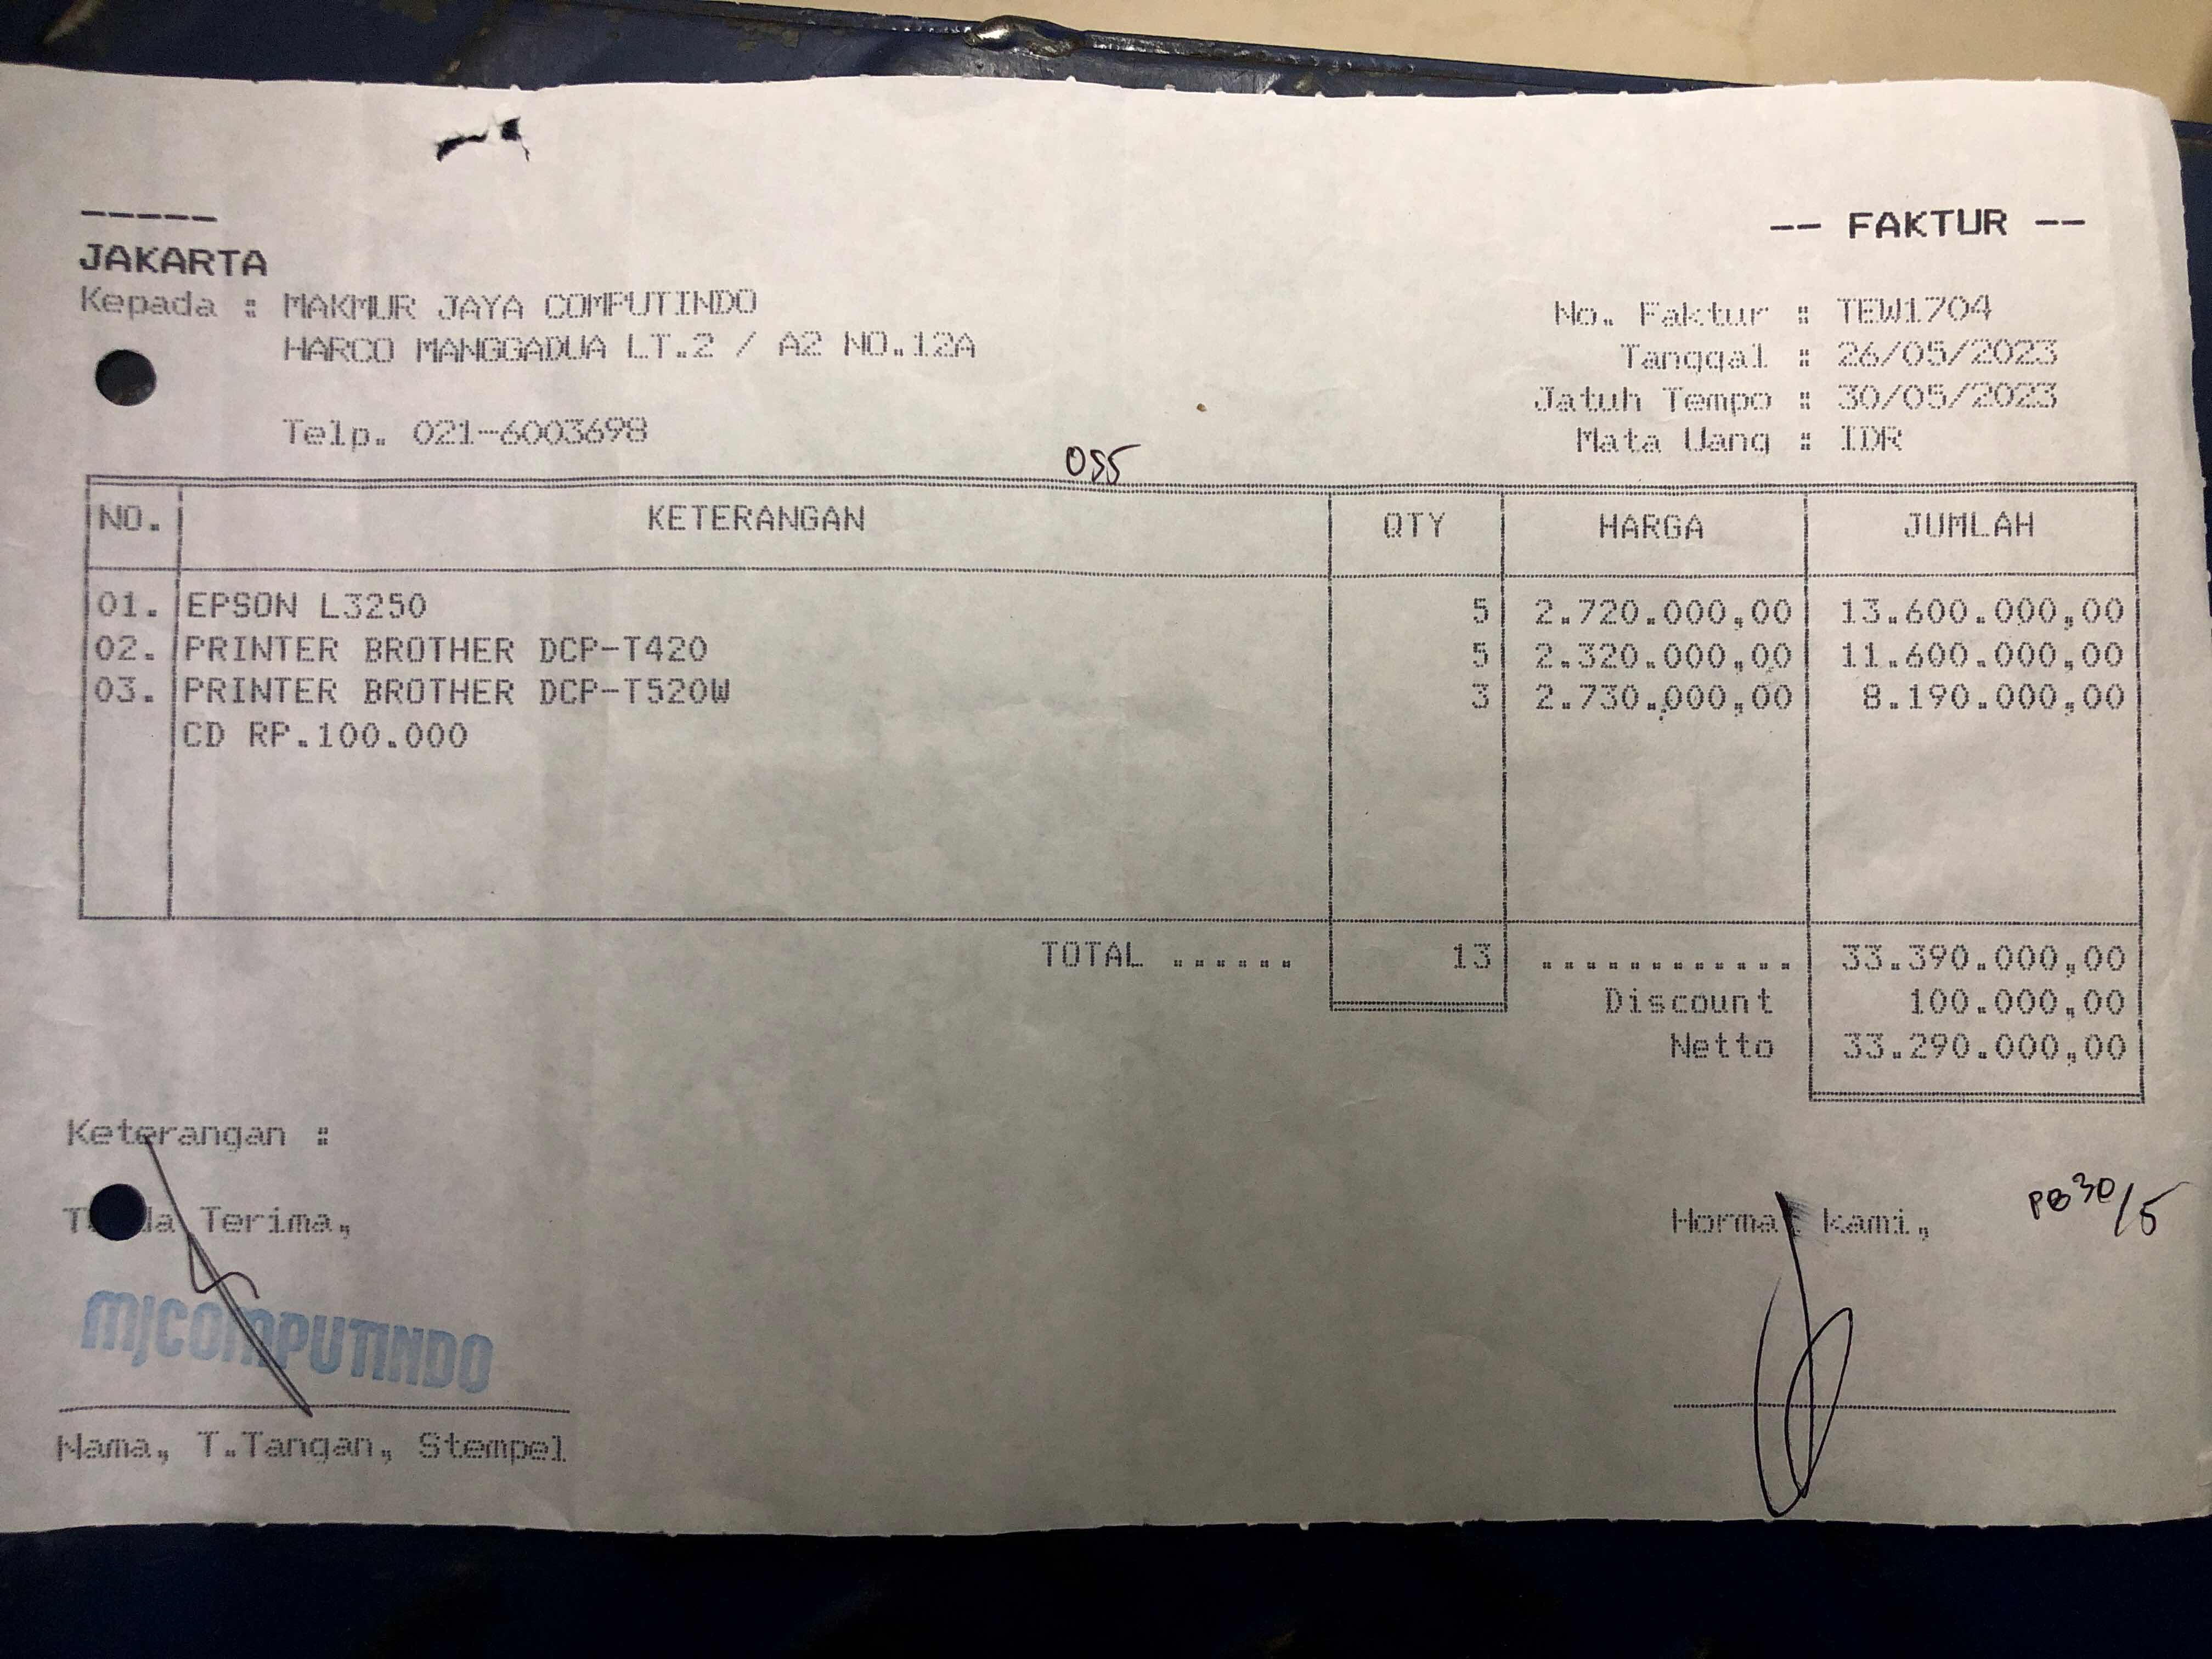 -----
-- FAKTUR --
JAKARTA
Kepada : MAKMUR JAYA COMPUTINDO
HARCO MANGGADUA LT.2 / A2 NO.12A
Telp. 021-6003698
No. Faktur : TEW1704
Tanggal : 26/05/2023
Jatuh Tempo : 30/05/2023
Mata Uang : IDR
NO. KETERANGAN QTY HARGA JUMLAH
01. EPSON L3250 5 2.720.000,00 13.600.000,00
02. PRINTER BROTHER DCP-T420 5 2.320.000,00 11.600.000,00
03. PRINTER BROTHER DCP-T520W 3 2.730.000,00 8.190.000,00
CD RP.100.000
TOTAL ...... 13 ............ 33.390.000,00
Discount 100.000,00
Netto 33.290.000,00
Keterangan :
Terima,
Hormat kami,
30/5
MJCOMPUTINDO
Nama, T.Tangan, Stempel